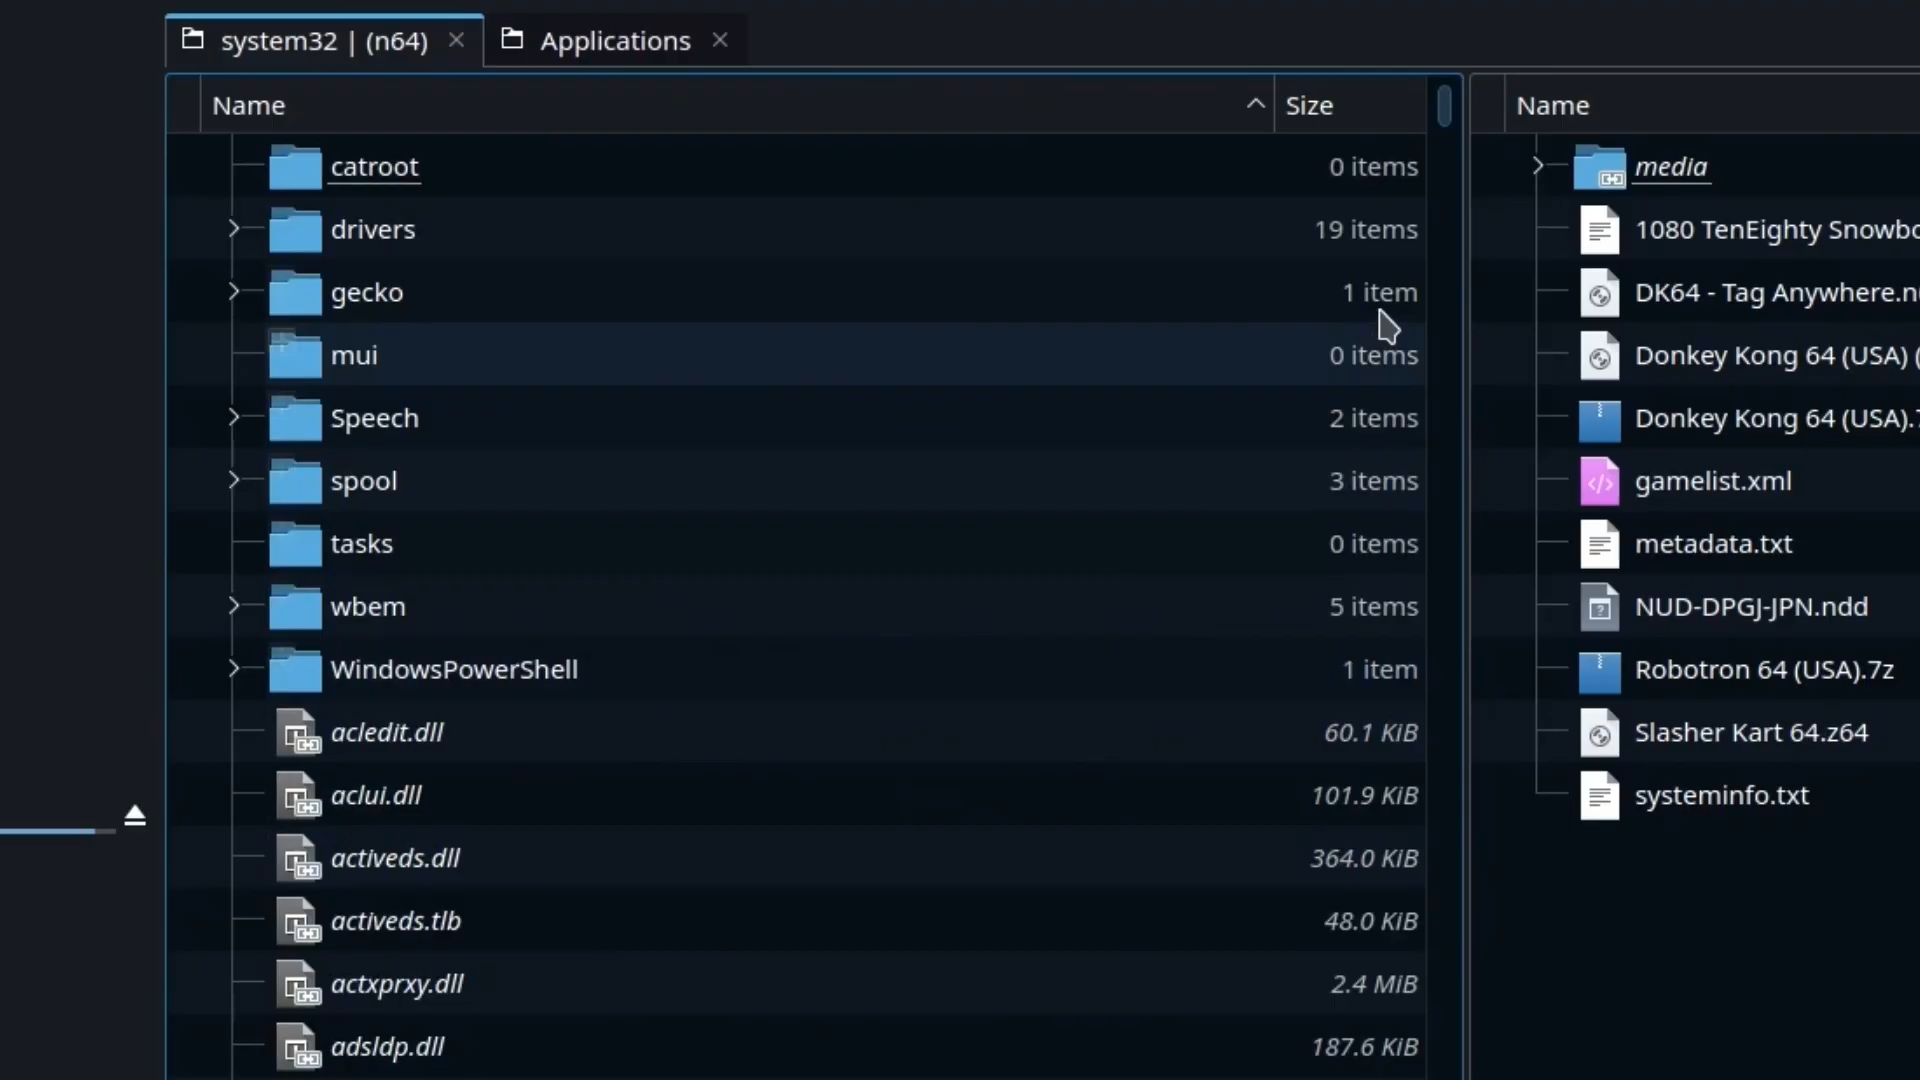 system32 | (n64)
Applications
Name
Size
catroot
0 items
drivers
19 items
gecko
1 item
mui
0 items
Speech
2 items
spool
3 items
tasks
0 items
wbem
5 items
WindowsPowerShell
1 item
acledit.dll
60.1 KiB
aclui.dll
101.9 KiB
activeds.dll
364.0 KiB
activeds.tlb
48.0 KiB
actxprxy.dll
2.4 MiB
adsldp.dll
187.6 KiB
Name
media
1080 TenEighty Snowbo
DK64 - Tag Anywhere.n
Donkey Kong 64 (USA) (
Donkey Kong 64 (USA).7
gamelist.xml
metadata.txt
NUD-DPGJ-JPN.ndd
Robotron 64 (USA).7z
Slasher Kart 64.z64
systeminfo.txt